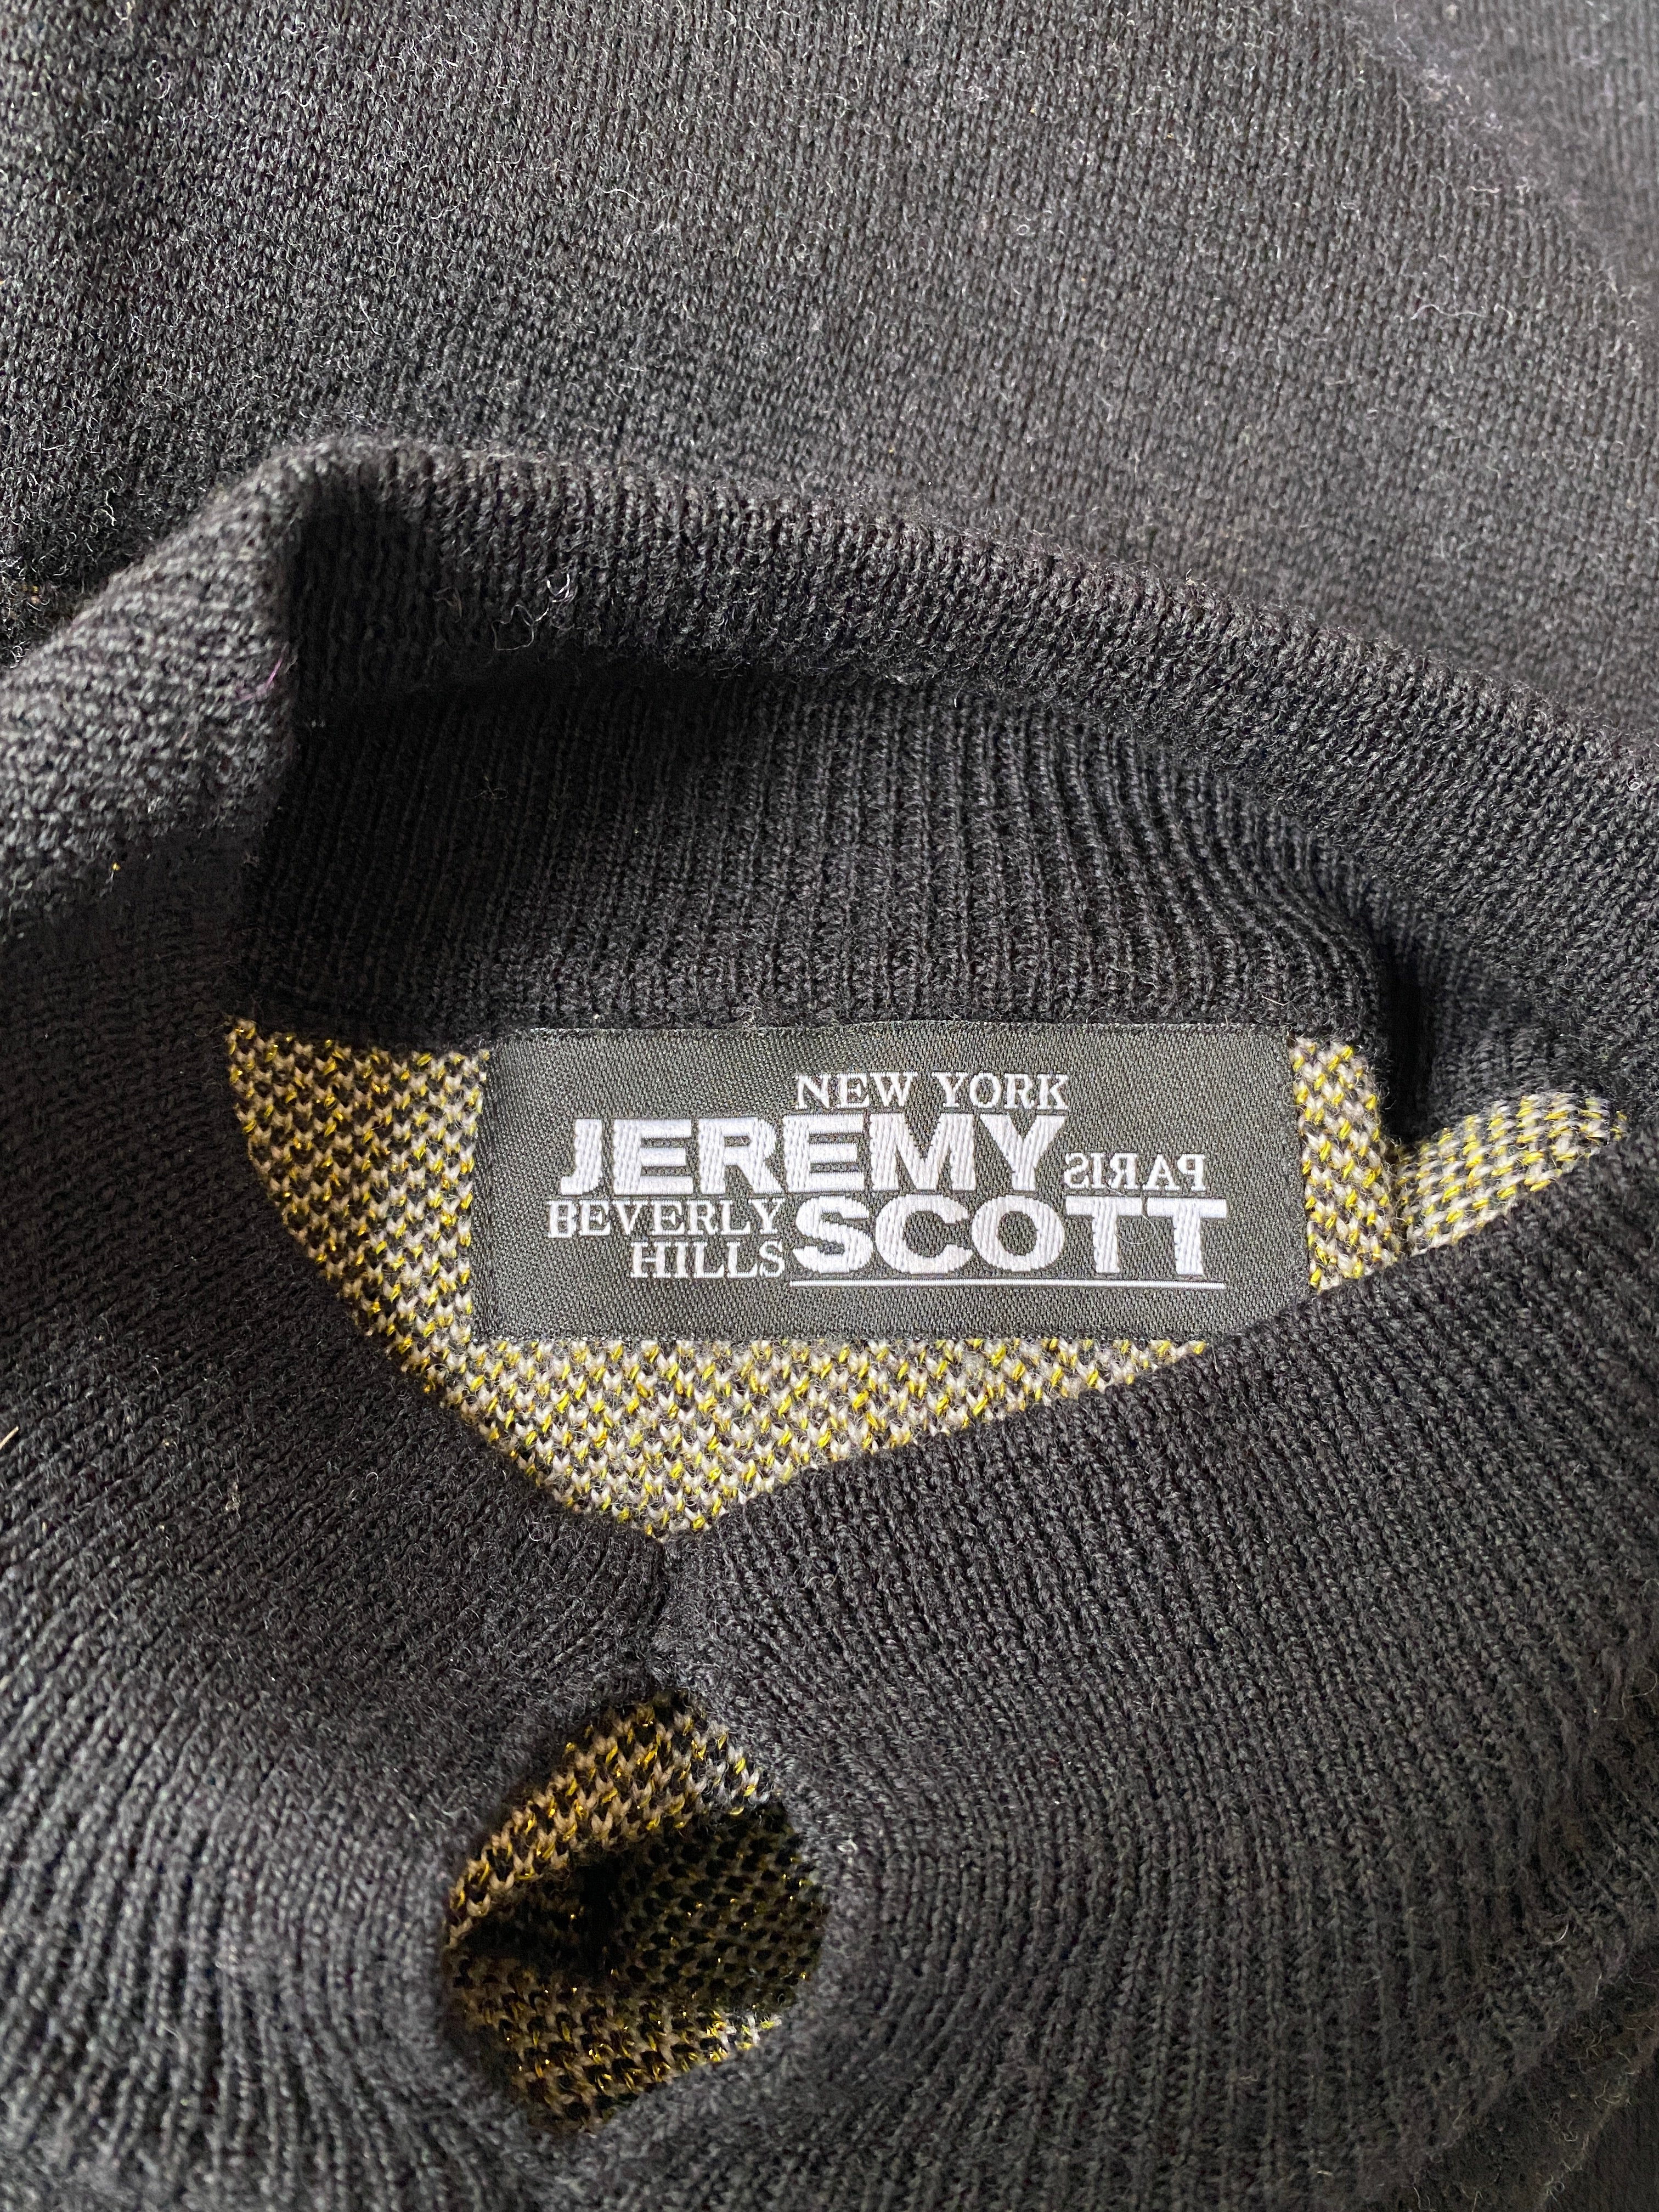 NEW YORK
JEREMY PARIS
BEVERLY
HILLS SCOTT